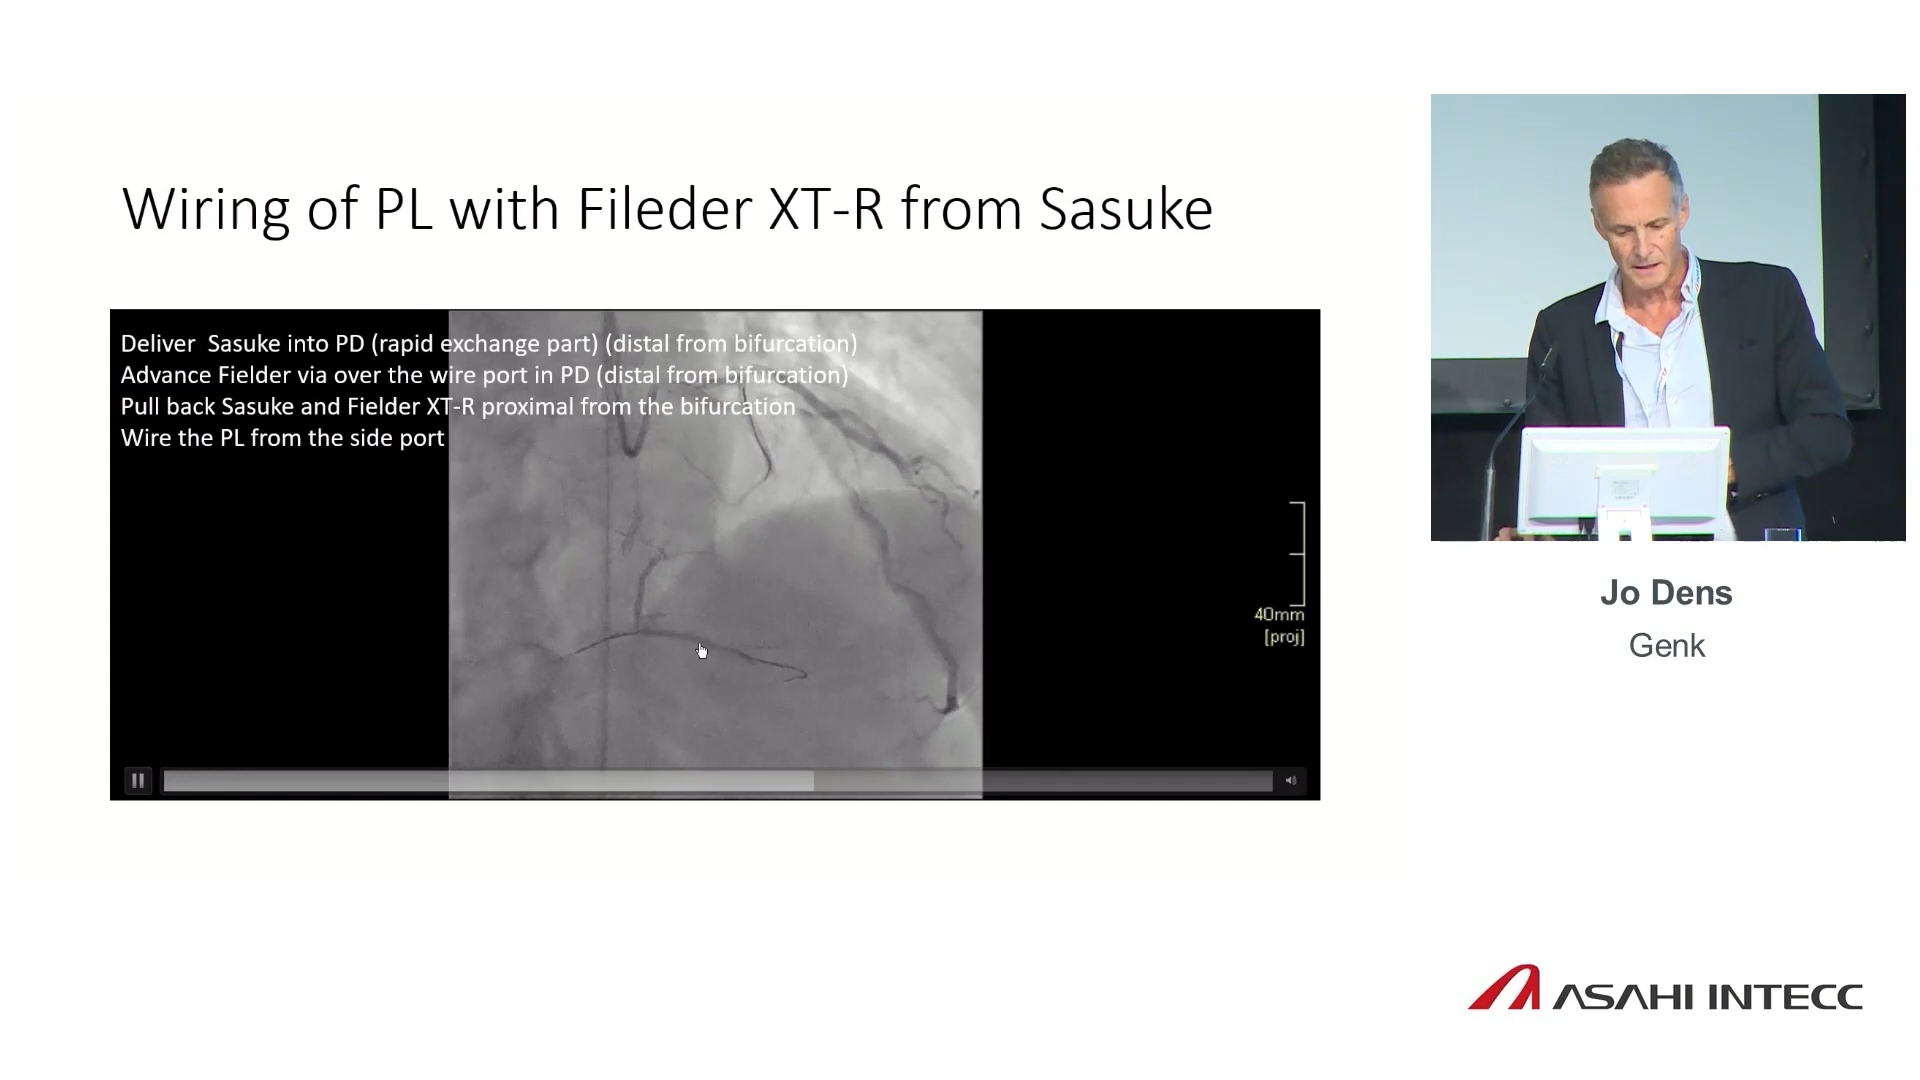 Wiring of PL with Fileder XT-R from Sasuke
Deliver  Sasuke into PD (rapid exchange part) (distal from bifurcation)
Advance Fielder via over the wire port in PD (distal from bifurcation)
Pull back Sasuke and Fielder XT-R proximal from the bifurcation
Wire the PL from the side port
40mm
[proj]
Jo Dens
Genk
ASAHI INTECC